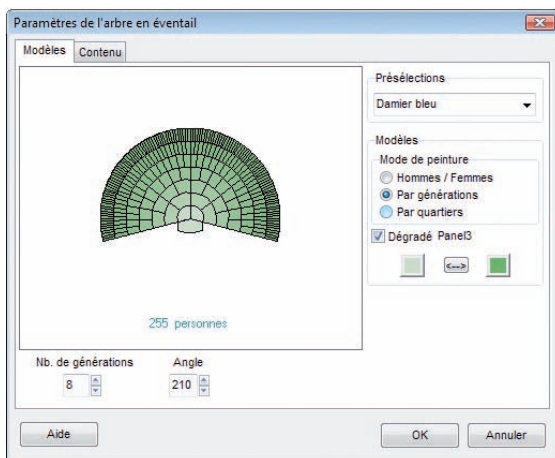 Paramètres de l'arbre en éventail
Modèles Contenu
Présélections
Damier bleu
Modèles
Mode de peinture
Hommes / Femmes
Par générations
Par quartiers
Dégradé Panel3
<-->
255 personnes
Nb. de générations Angle
8 210
Aide OK Annuler